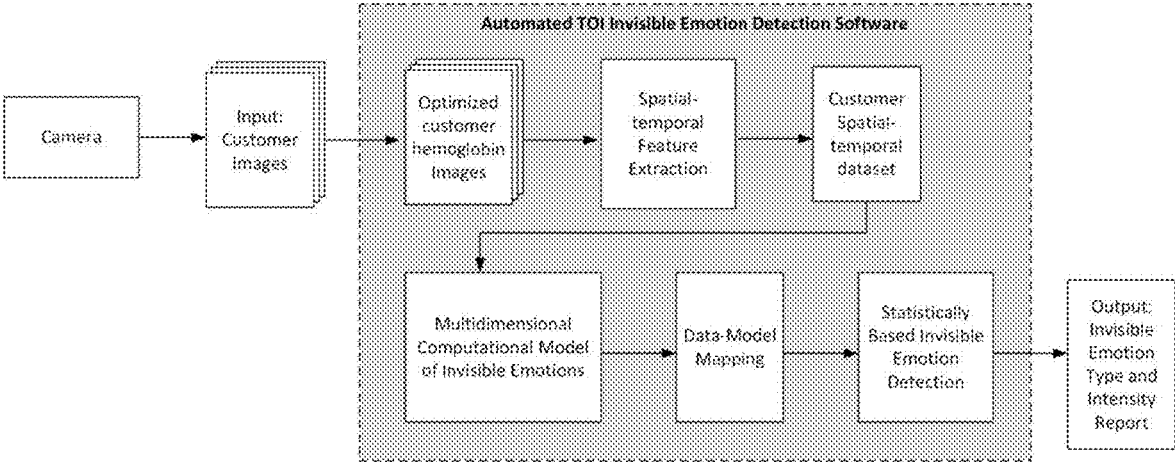 Automated TOI Invisible Emotion Detection Software
Camera
Input:
Customer
Images
Optimized
customer
hemoglobin
Images
Spatial-
temporal
Feature
Extraction
Customer
Spatial-
temporal
dataset
Multidimensional
Computational Model
of Invisible Emotions
Data-Model
Mapping
Statistically
Based Invisible
Emotion
Detection
Output:
Invisible
Emotion
Type and
Intensity
Report